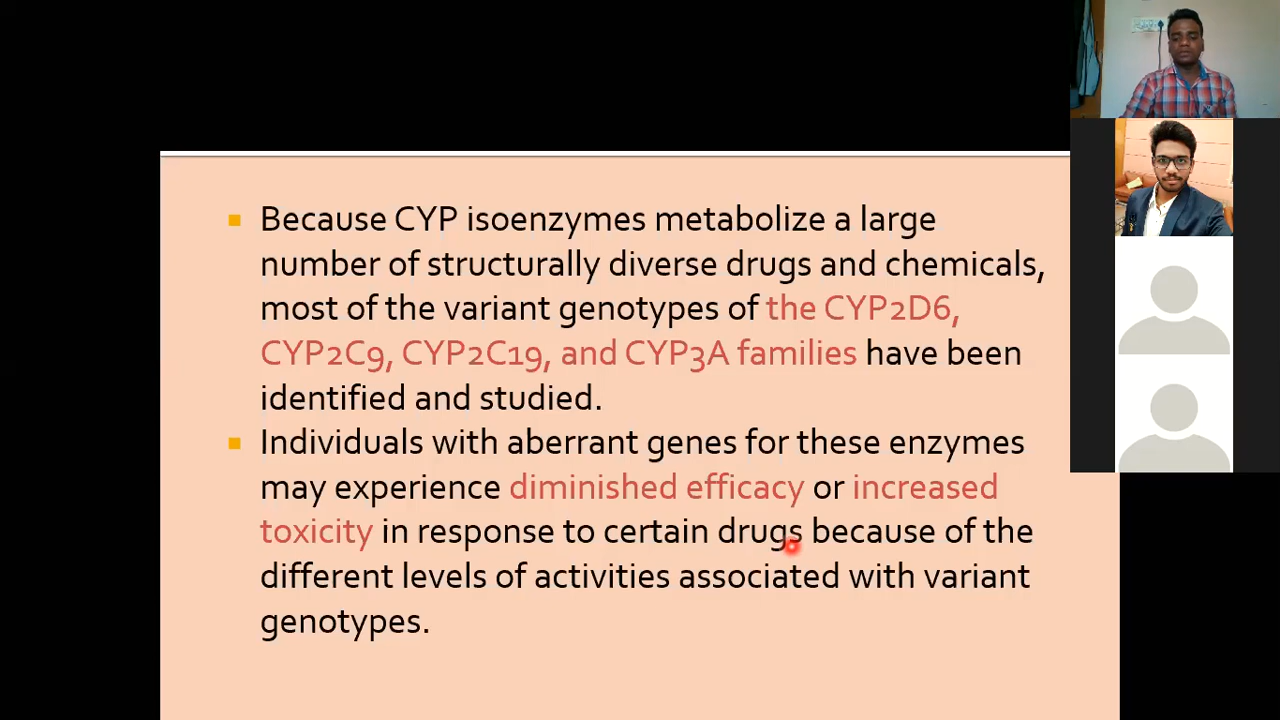 Because CYP isoenzymes metabolize a large
number of structurally diverse drugs and chemicals,
most of the variant genotypes of the CYP2D6,
CYP2C9, CYP2C19, and CYP3A families have been
identified and studied.
Individuals with aberrant genes for these enzymes
may experience diminished efficacy or increased
toxicity in response to certain drugs because of the
different levels of activities associated with variant
genotypes.